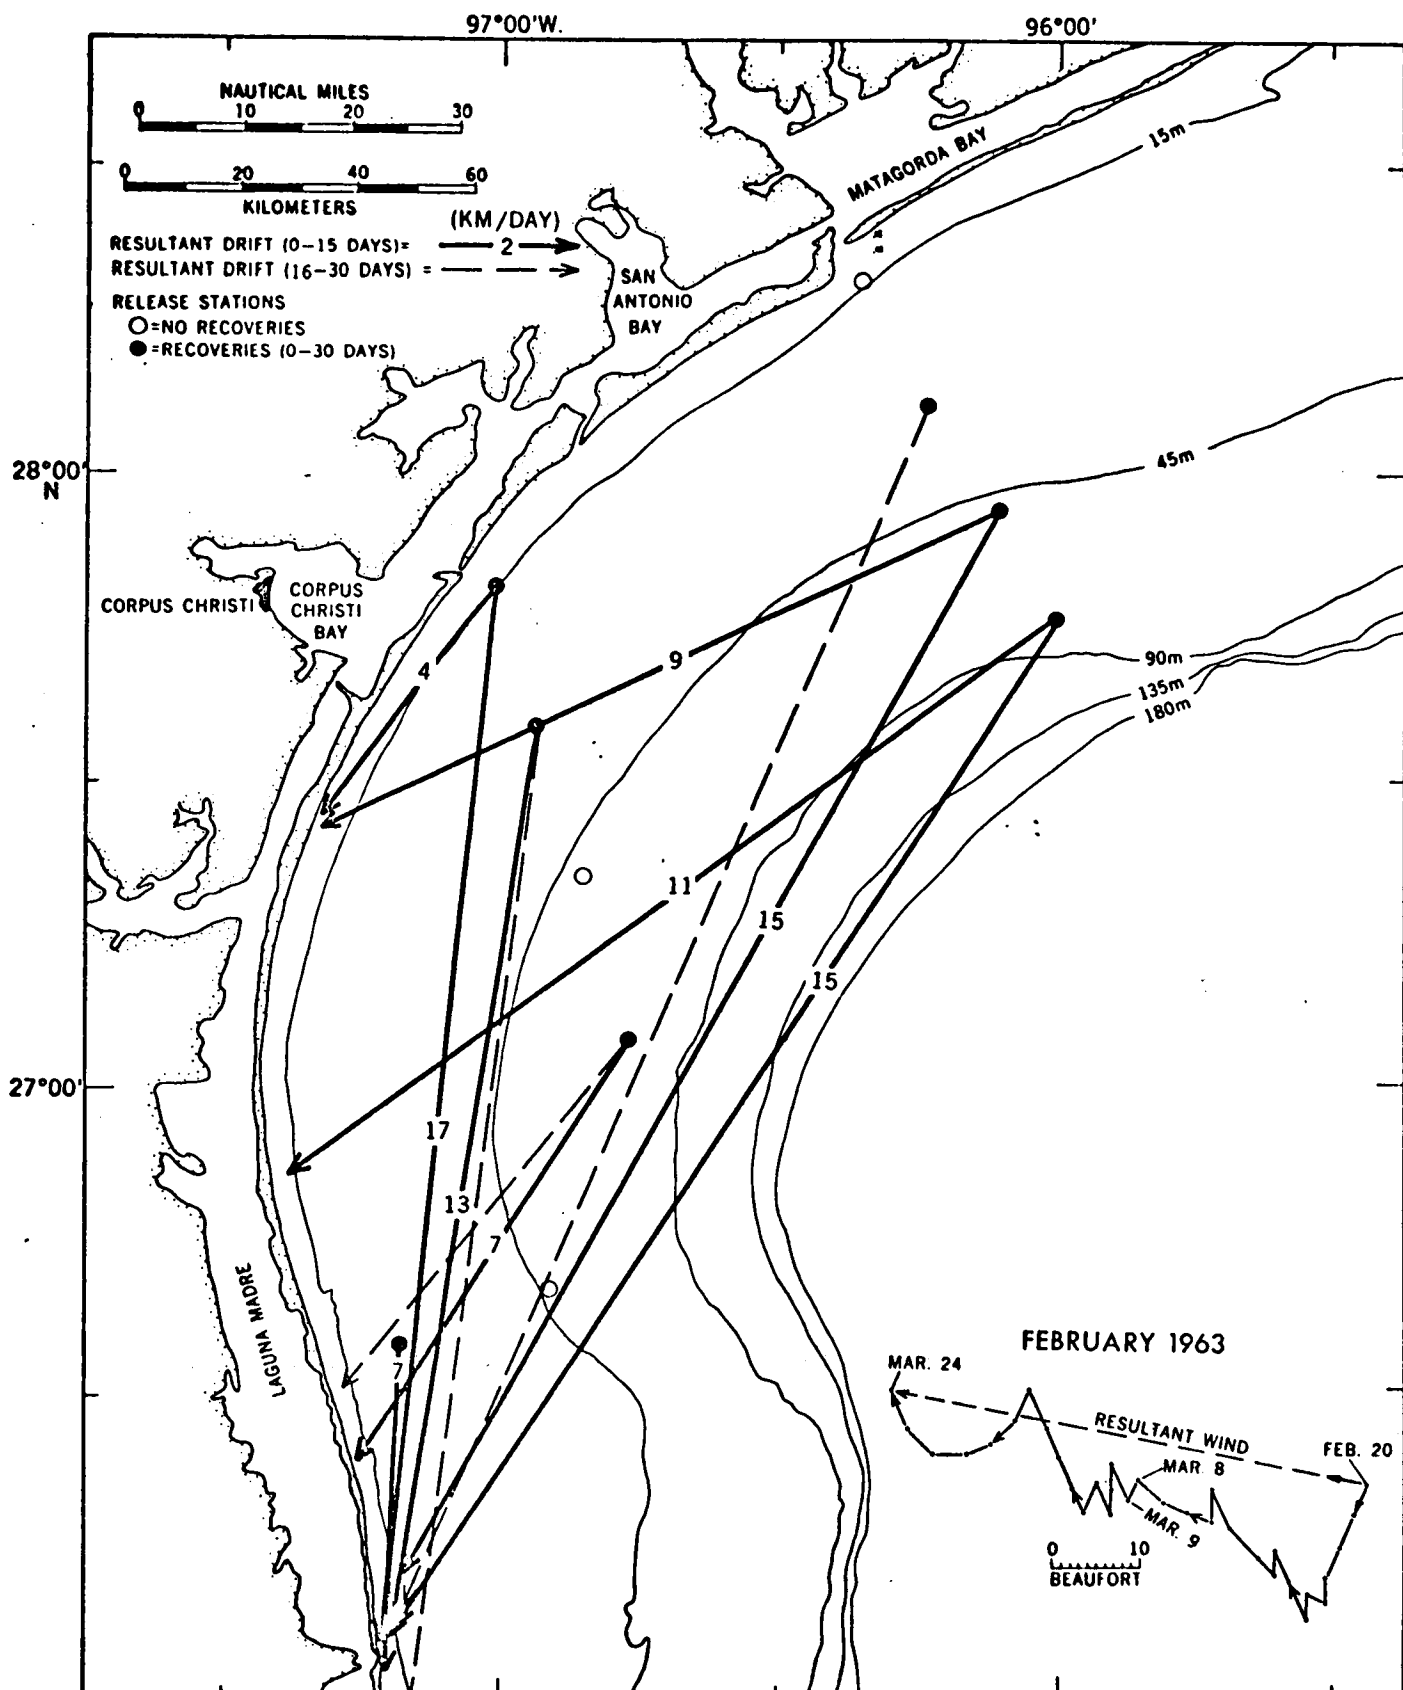 97°00'W.
96°00'
NAUTICAL MILES
0 10 20 30
0 20 40 60
KILOMETERS
(KM/DAY)
RESULTANT DRIFT (0-15 DAYS)= 2
RESULTANT DRIFT (16-30 DAYS) =
RELEASE STATIONS
=NO RECOVERIES
=RECOVERIES (0-30 DAYS)
MATAGORDA BAY
15m
SAN
ANTONIO
BAY
28°00'
N
45m
CORPUS CHRISTI
CORPUS
CHRISTI
BAY
4
9
90m
135m
180m
11
15
15
27°00'
17
13
7
LAGUNA MADRE
7
FEBRUARY 1963
MAR. 24
RESULTANT WIND
FEB. 20
MAR. 8
MAR. 9
0 10
BEAUFORT